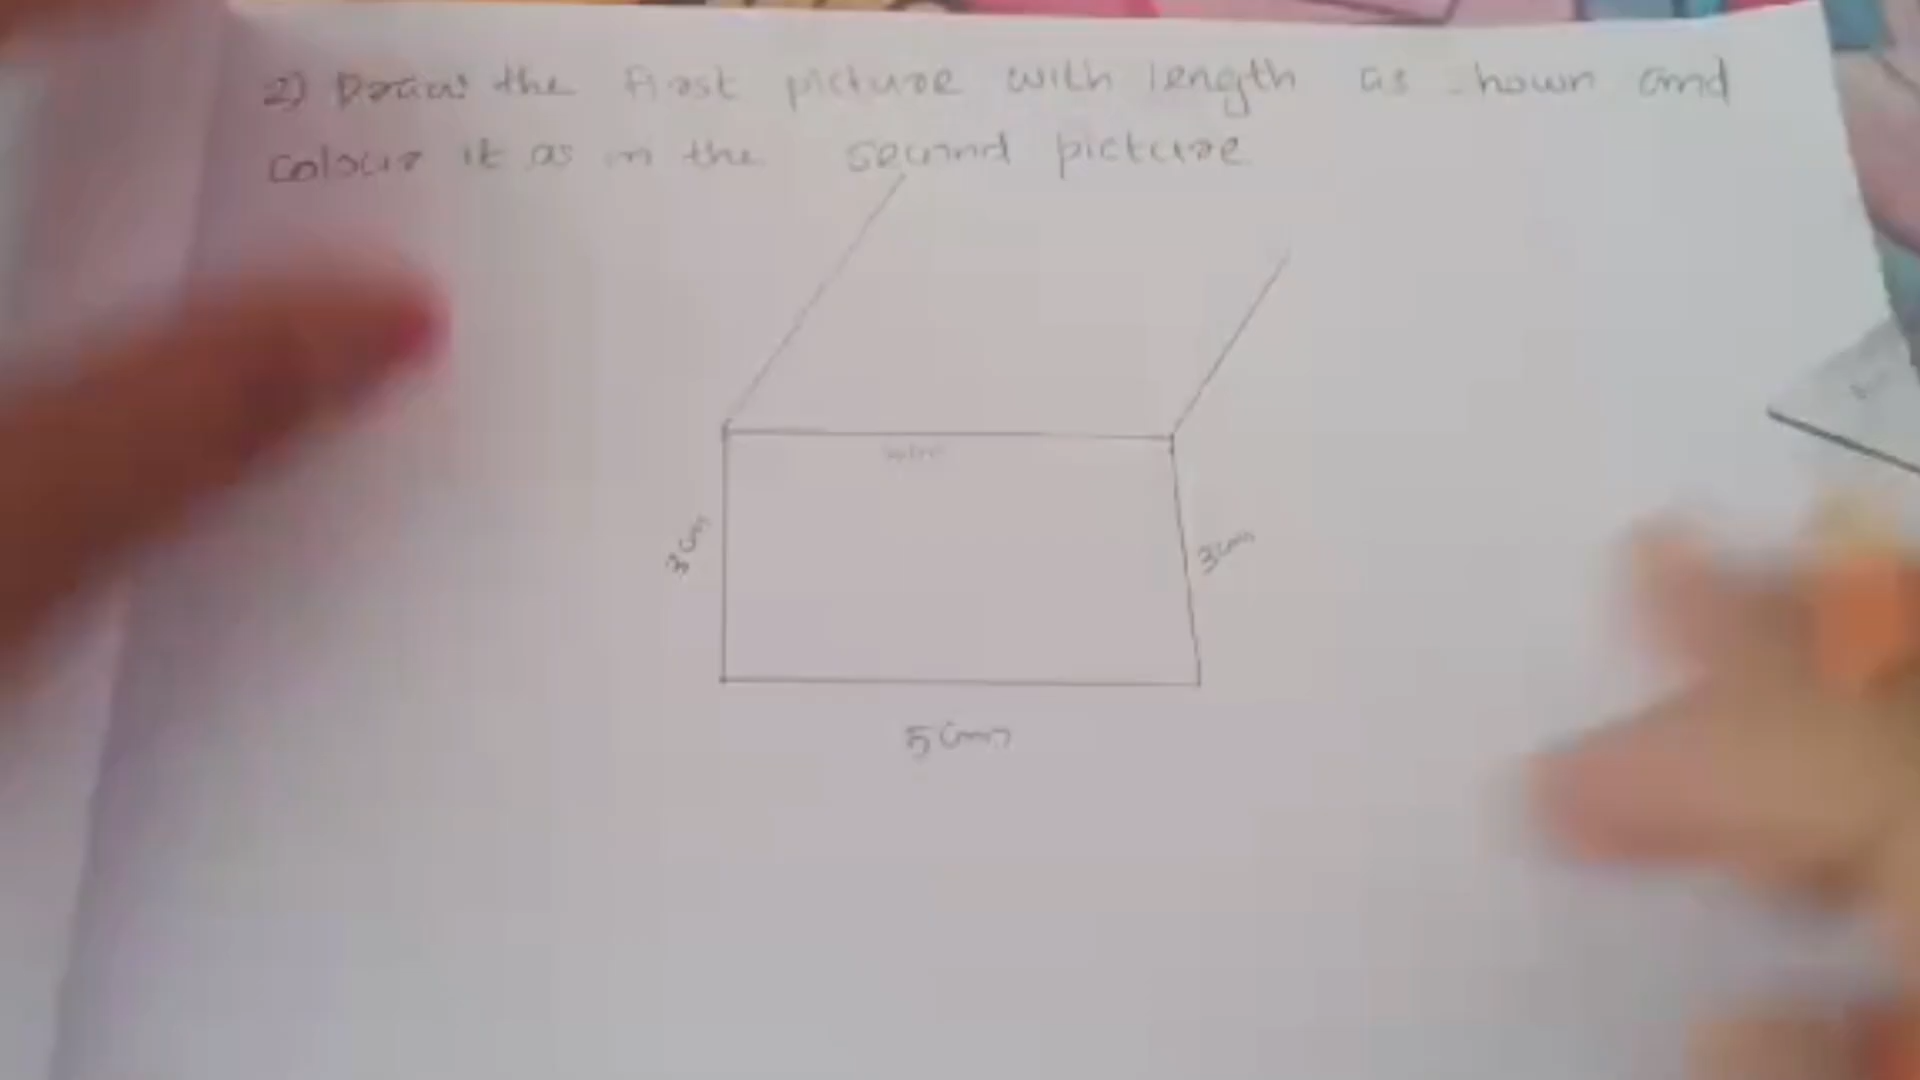 2) Draw the first picture with length as shown and
colour it as in the second picture
3cm
3cm
5cm